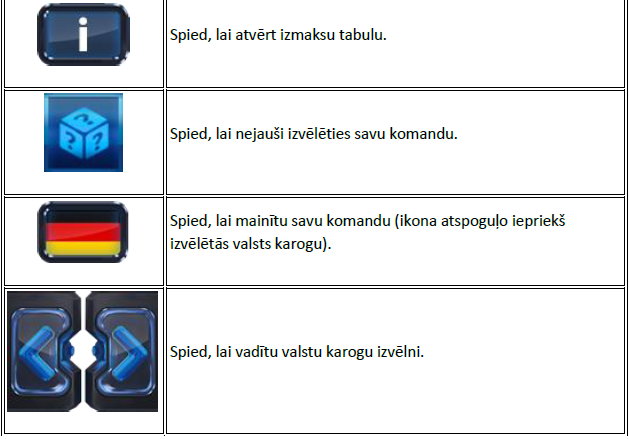 i
Spied, lai atvērt izmaksu tabulu.
? ? ?
Spied, lai nejauši izvēlēties savu komandu.
Spied, lai mainītu savu komandu (ikona atspoguļo iepriekš
izvēlētās valsts karogu).
Spied, lai vadītu valstu karogu izvēlni.